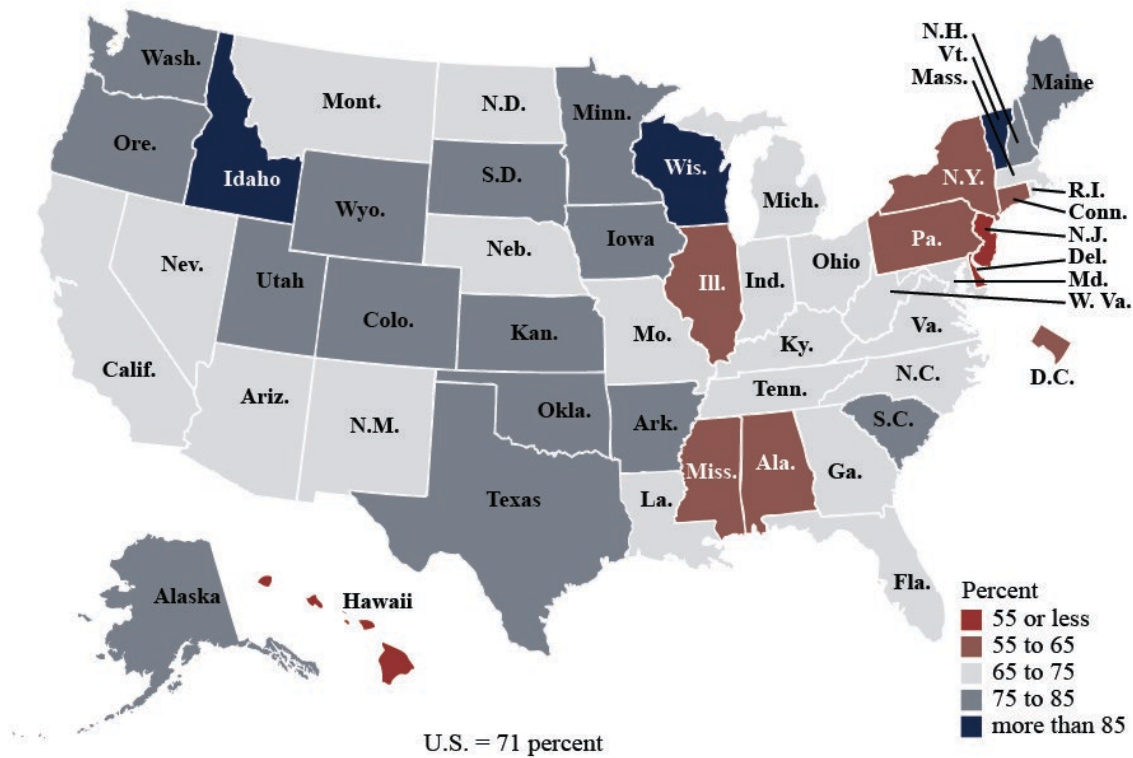 N.H.
Vt.
Mass.
Wash.
Maine
Mont.
N.D.
Minn.
Ore.
Idaho
S.D.
Wis.
N.Y.
R.I.
Wyo.
Mich.
Conn.
Iowa
Pa.
N.J.
Neb.
Del.
Nev.
Ohio
Utah
Ill.
Ind.
Md.
W. Va.
Colo.
Kan.
Mo.
Va.
Ky.
Calif.
N.C.
D.C.
Ariz.
Tenn.
Okla.
N.M.
Ark.
S.C.
Miss.
Ala.
Ga.
Texas
La.
Fla.
Alaska
Hawaii
Percent
55 or less
55 to 65
65 to 75
75 to 85
more than 85
U.S. = 71 percent